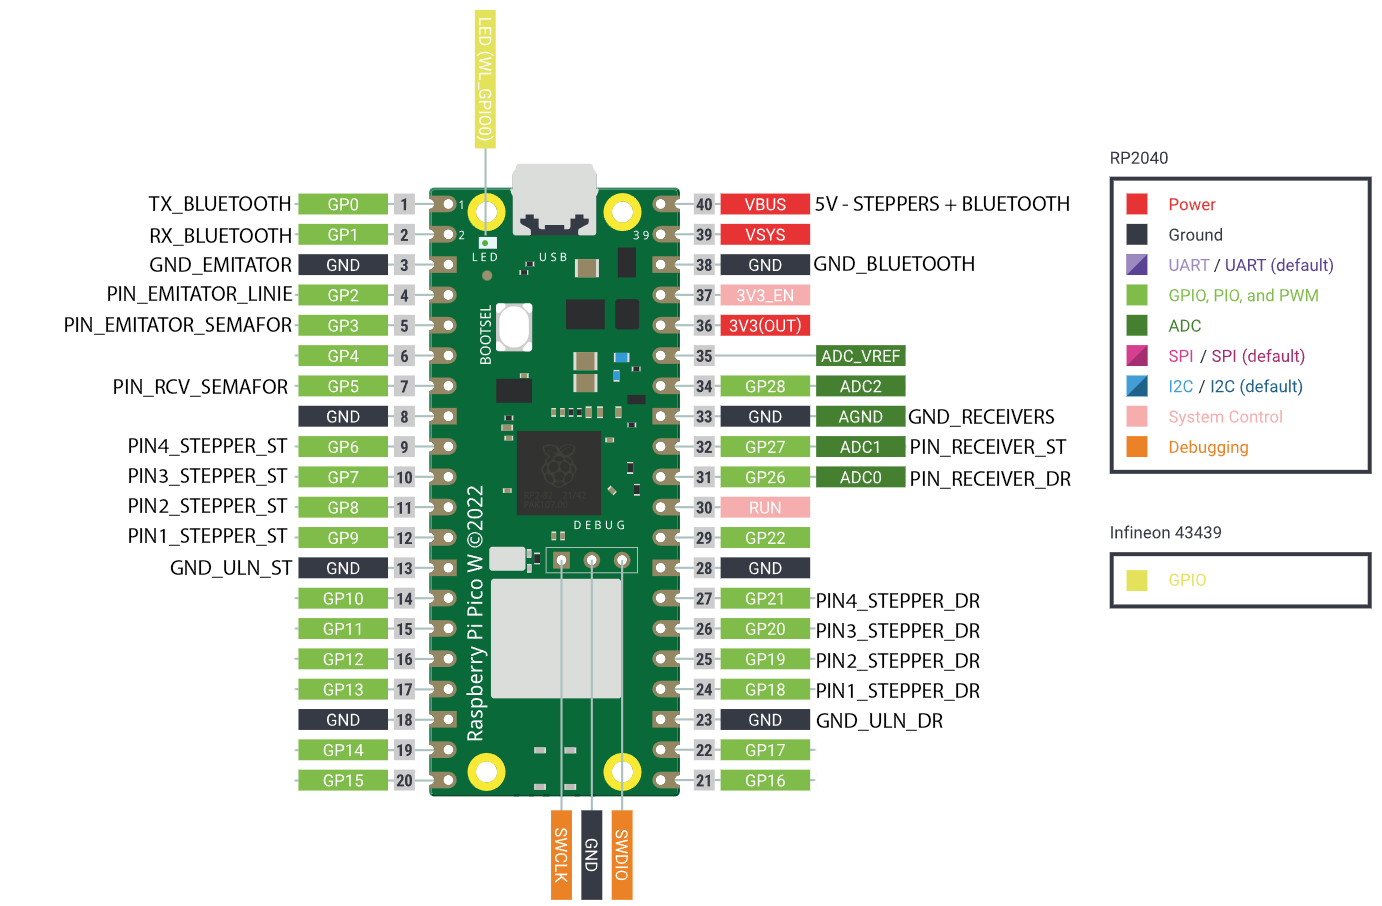 LED (WL_GPIO0)
TX_BLUETOOTH GP0 1
RX_BLUETOOTH GP1 2
GND_EMITATOR GND 3
PIN_EMITATOR_LINIE GP2 4
PIN_EMITATOR_SEMAFOR GP3 5
GP4 6
PIN_RCV_SEMAFOR GP5 7
GND 8
PIN4_STEPPER_ST GP6 9
PIN3_STEPPER_ST GP7 10
PIN2_STEPPER_ST GP8 11
PIN1_STEPPER_ST GP9 12
GND_ULN_ST GND 13
GP10 14
GP11 15
GP12 16
GP13 17
GND 18
GP14 19
GP15 20
1
2
39
LED
USB
BOOTSEL
DEBUG
Raspberry Pi Pico W ©2022
40 VBUS 5V - STEPPERS + BLUETOOTH
39 VSYS
38 GND GND_BLUETOOTH
37 3V3_EN
36 3V3(OUT)
35 ADC_VREF
34 GP28 ADC2
33 GND AGND GND_RECEIVERS
32 GP27 ADC1 PIN_RECEIVER_ST
31 GP26 ADC0 PIN_RECEIVER_DR
30 RUN
29 GP22
28 GND
27 GP21 PIN4_STEPPER_DR
26 GP20 PIN3_STEPPER_DR
25 GP19 PIN2_STEPPER_DR
24 GP18 PIN1_STEPPER_DR
23 GND GND_ULN_DR
22 GP17
21 GP16
SWCLK
GND
SWDIO
RP2040
Power
Ground
UART / UART (default)
GPIO, PIO, and PWM
ADC
SPI / SPI (default)
I2C / I2C (default)
System Control
Debugging
Infineon 43439
GPIO